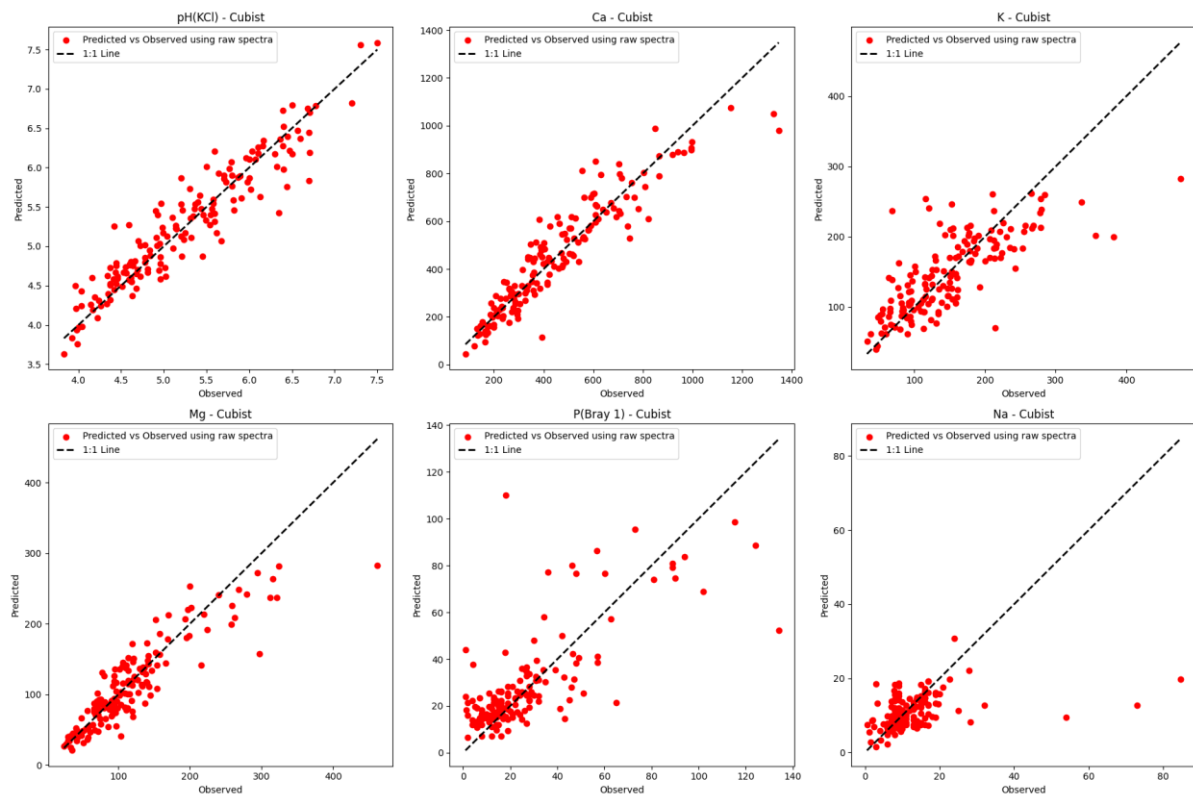 pH(KCl) - Cubist
Predicted vs Observed using raw spectra
1:1 Line
7.5
7.0
6.5
6.0
5.5
5.0
4.5
4.0
3.5
Predicted
4.0 4.5 5.0 5.5 6.0 6.5 7.0 7.5
Observed
Ca - Cubist
Predicted vs Observed using raw spectra
1:1 Line
1400
1200
1000
800
600
400
200
0
Predicted
200 400 600 800 1000 1200 1400
Observed
K - Cubist
Predicted vs Observed using raw spectra
1:1 Line
400
300
200
100
Predicted
100 200 300 400
Observed
Mg - Cubist
Predicted vs Observed using raw spectra
1:1 Line
400
300
200
100
0
Predicted
100 200 300 400
Observed
P(Bray 1) - Cubist
Predicted vs Observed using raw spectra
1:1 Line
140
120
100
80
60
40
20
0
Predicted
0 20 40 60 80 100 120 140
Observed
Na - Cubist
Predicted vs Observed using raw spectra
1:1 Line
80
60
40
20
0
Predicted
0 20 40 60 80
Observed